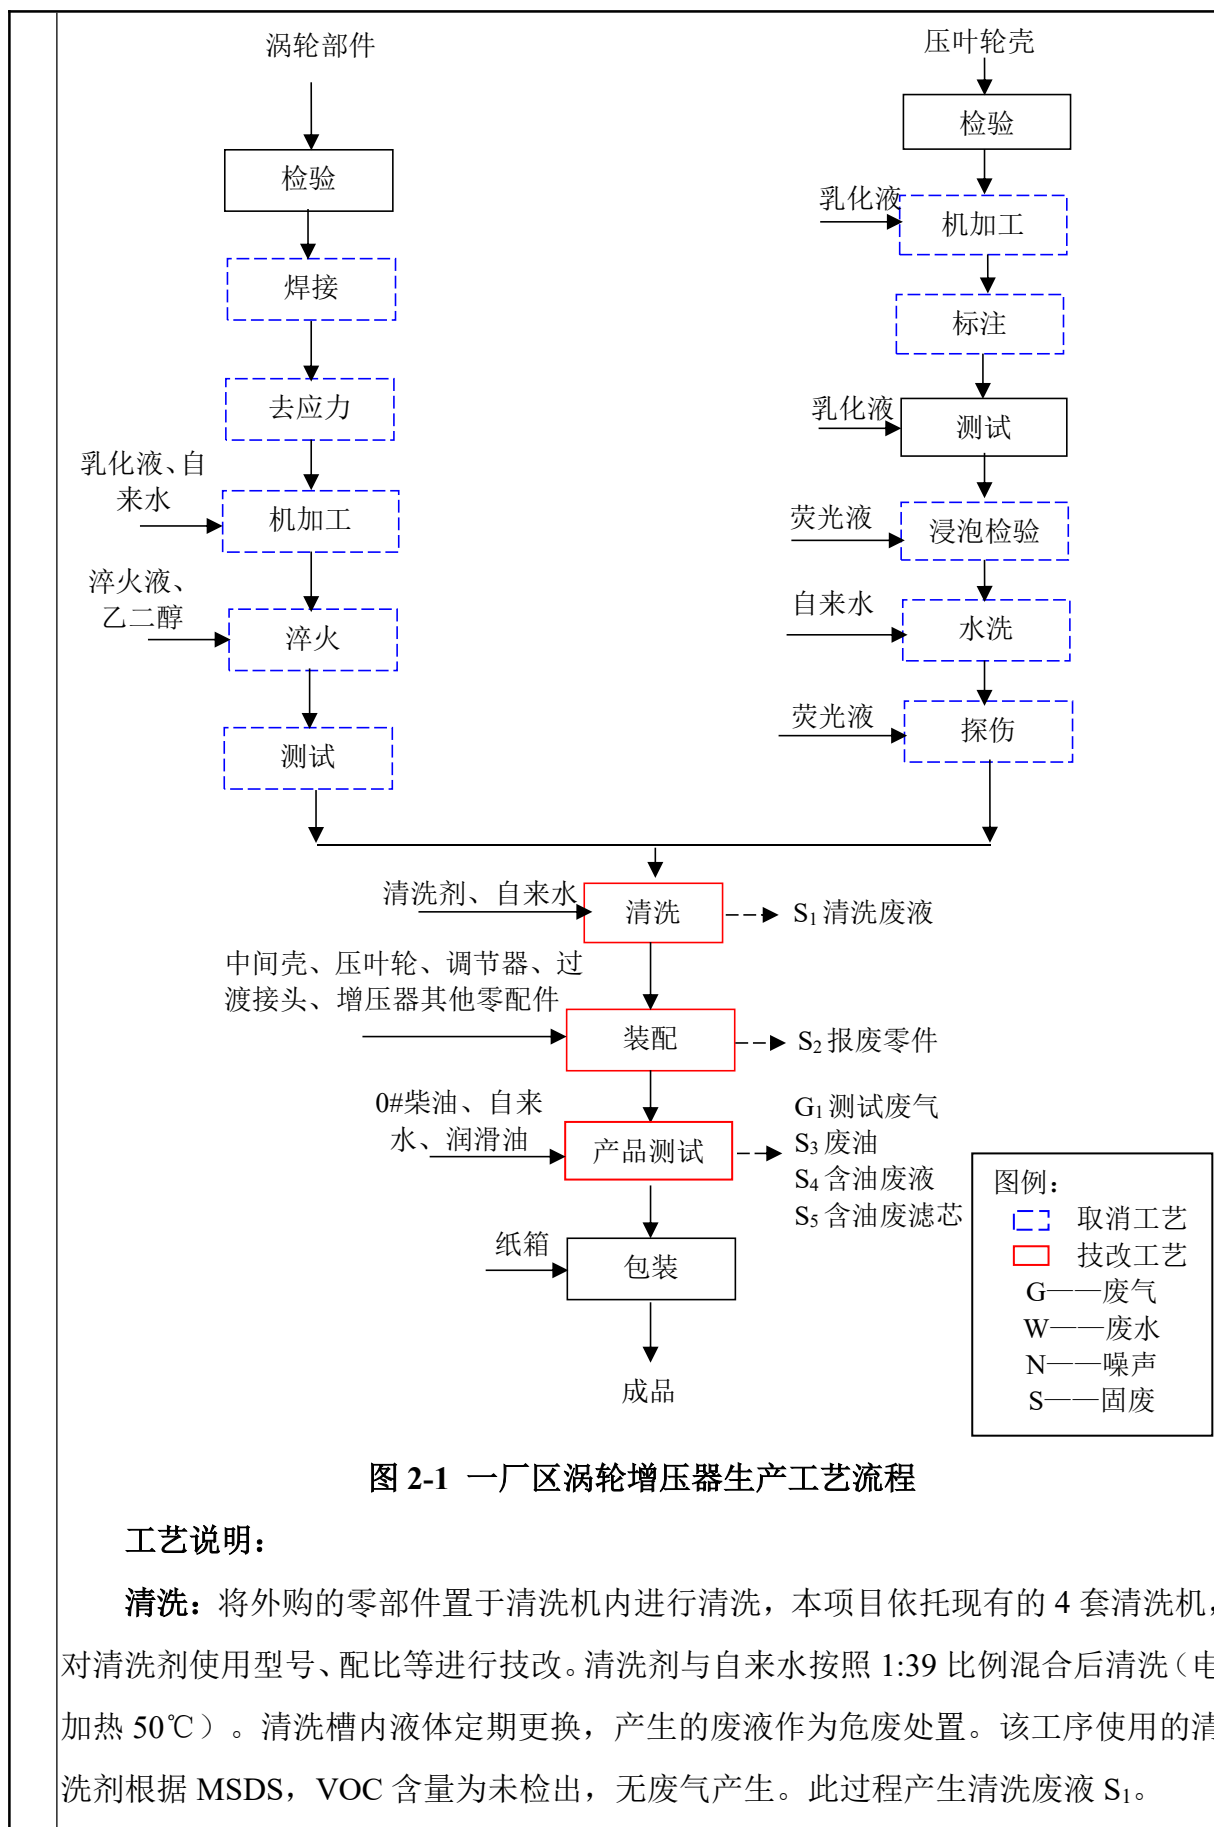 涡轮部件
检验
焊接
去应力
乳化液、自
来水
机加工
淬火液、
乙二醇
淬火
测试
压叶轮壳
检验
乳化液
机加工
标注
乳化液
测试
荧光液
浸泡检验
自来水
水洗
荧光液
探伤
清洗剂、自来水
清洗
S₁清洗废液
中间壳、压叶轮、调节器、过
渡接头、增压器其他零配件
装配
S₂报废零件
0#柴油、自来
水、润滑油
产品测试
G₁测试废气
S₃废油
S₄含油废液
S₅含油废滤芯
纸箱
包装
成品
图例：
取消工艺
技改工艺
G——废气
W——废水
N——噪声
S——固废
图 2-1 一厂区涡轮增压器生产工艺流程
工艺说明：
清洗：将外购的零部件置于清洗机内进行清洗，本项目依托现有的 4 套清洗机，
对清洗剂使用型号、配比等进行技改。清洗剂与自来水按照 1:39 比例混合后清洗（电
加热 50℃）。清洗槽内液体定期更换，产生的废液作为危废处置。该工序使用的清
洗剂根据 MSDS，VOC 含量为未检出，无废气产生。此过程产生清洗废液 S₁。